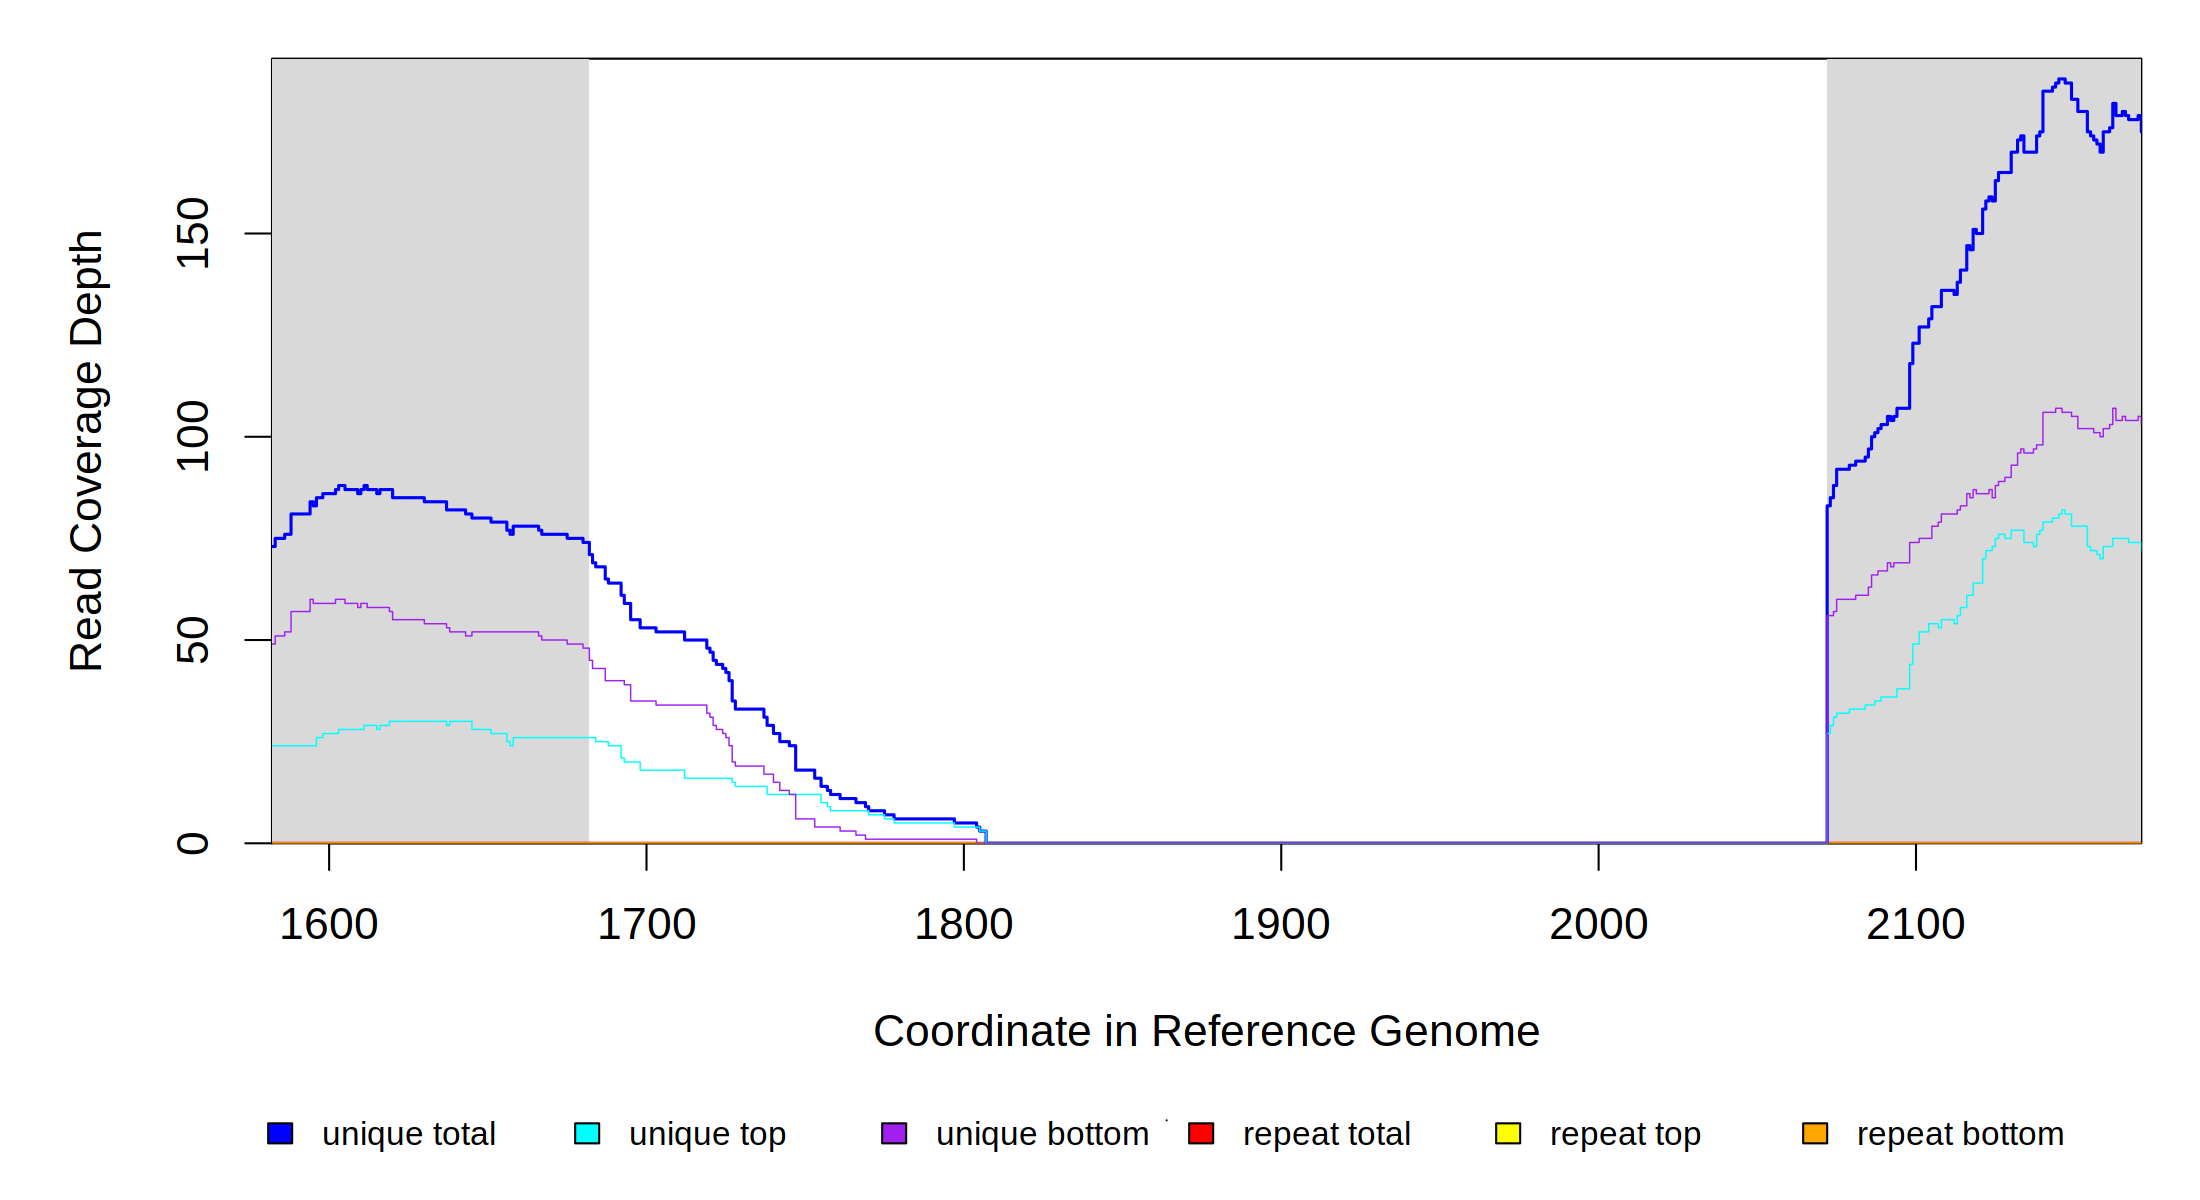 Read Coverage Depth
150
100
50
0
1600 1700 1800 1900 2000 2100
Coordinate in Reference Genome
unique total unique top unique bottom repeat total repeat top repeat bottom